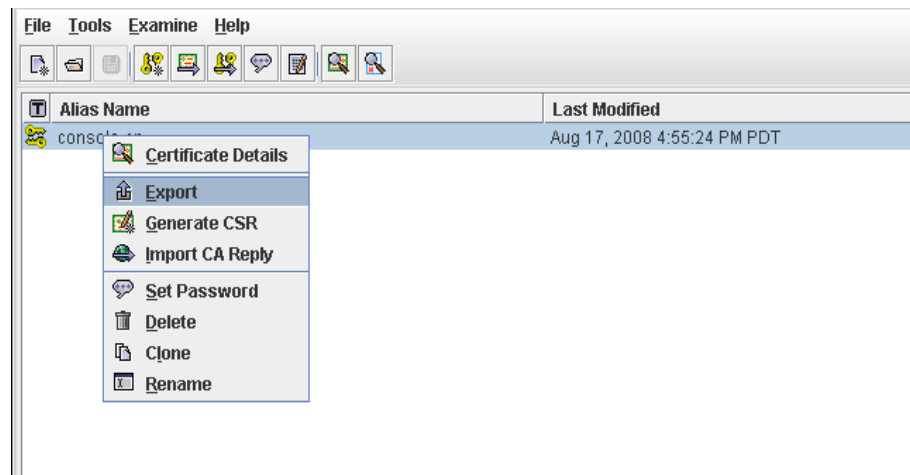 File Tools Examine Help
T Alias Name Last Modified
Aug 17, 2008 4:55:24 PM PDT
Certificate Details
Export
Generate CSR
Import CA Reply
Set Password
Delete
Clone
Rename